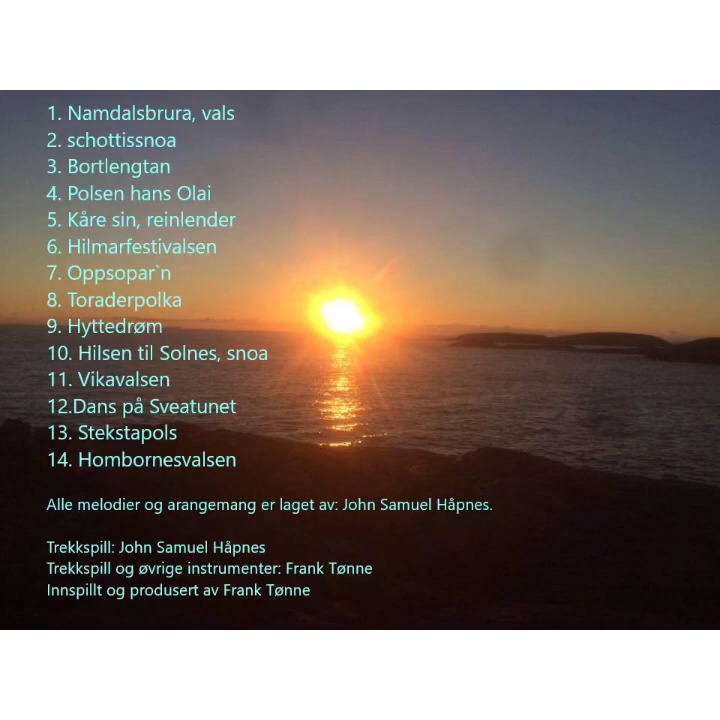 1. Namdalsbrura, vals
2. schottissnoa
3. Bortlengtan
4. Polsen hans Olai
5. Kåre sin, reinlender
6. Hilmarfestivalsen
7. Oppsopar`n
8. Toraderpolka
9. Hyttedrøm
10. Hilsen til Solnes, snoa
11. Vikavalsen
12.Dans på Sveatunet
13. Stekstapols
14. Hombornesvalsen
Alle melodier og arangemang er laget av: John Samuel Håpnes.
Trekkspill: John Samuel Håpnes
Trekkspill og øvrige instrumenter: Frank Tønne
Innspillt og produsert av Frank Tønne